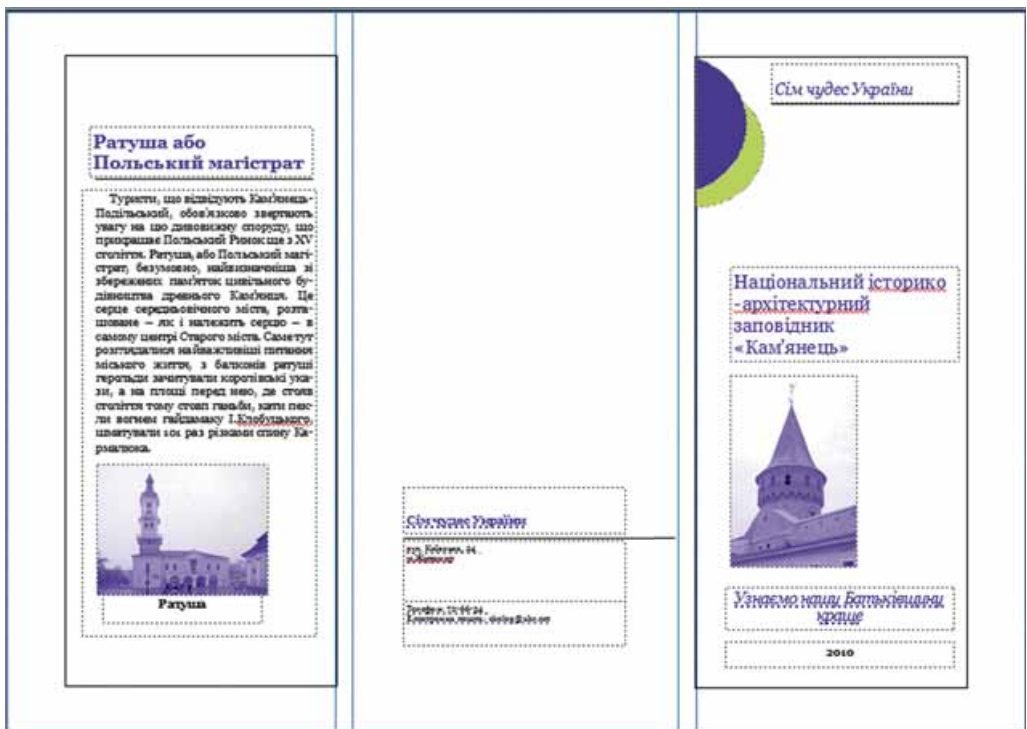 Ратуша або
Польський магістрат
Туристи, що відвідують Кам'янець-
Подільський, обов'язково звертають
увагу на цю дивовижну споруду, що
прикрашає Польський Ринок ще з XV
століття. Ратуша, або Польський магі-
страт, безумовно, найвизначніша зі
збережених пам'яток цивільного бу-
дівництва древнього Кам'янця. Це
серце середньовічного міста, розта-
шоване – як і належить серцю – в
самому центрі Старого міста. Саме тут
розглядалися найважливіші питання
міського життя, з балконів ратуші
герольди зачитували королівські ука-
зи, а на площі перед нею, де стояв
століття тому стовп ганьби, кати пек-
ли вогнем гайдамаку І.Клобуцького,
шматували 101 раз різками спину Ка-
рмалюка.
Ратуша
Сім чудес України
Сім чудес України
Національний історико
-архітектурний
заповідник
«Кам'янець»
Узнаємо нашу Батьківщину
краще
2010